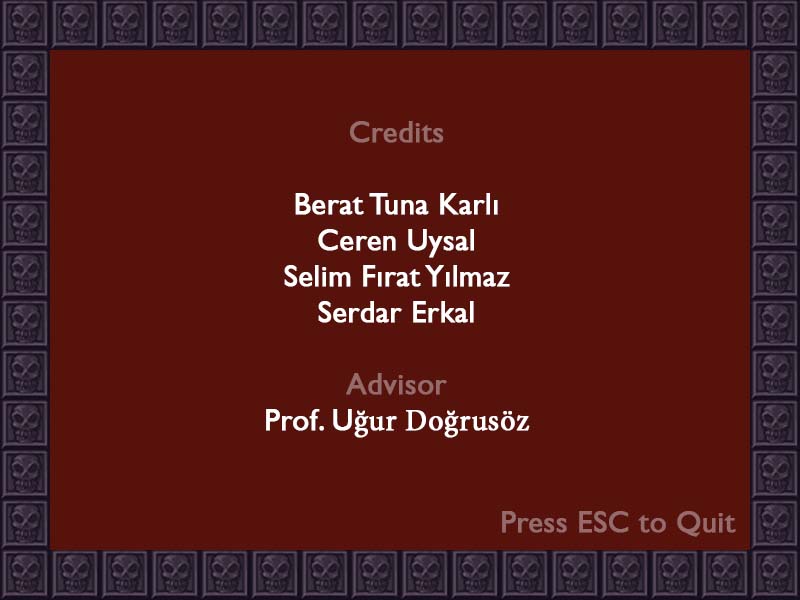 Credits
Berat Tuna Karlı
Ceren Uysal
Selim Fırat Yılmaz
Serdar Erkal
Advisor
Prof. Uğur Doğrusöz
Press ESC to Quit